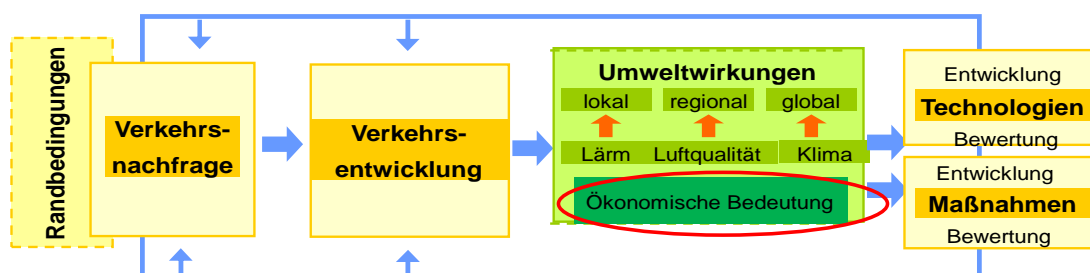 Randbedingungen
Verkehrs-
nachfrage
Verkehrs-
entwicklung
Umweltwirkungen
lokal regional global
Lärm Luftqualität Klima
Ökonomische Bedeutung
Entwicklung
Technologien
Bewertung
Entwicklung
Maßnahmen
Bewertung